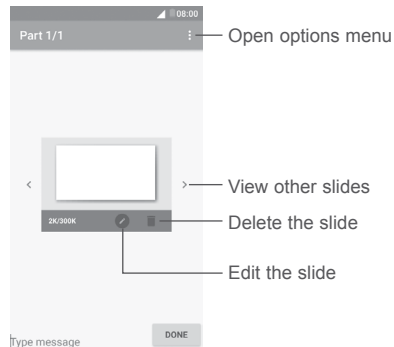 08:00
Part 1/1
Open options menu
View other slides
2K/300K
Delete the slide
Edit the slide
DONE
Type message